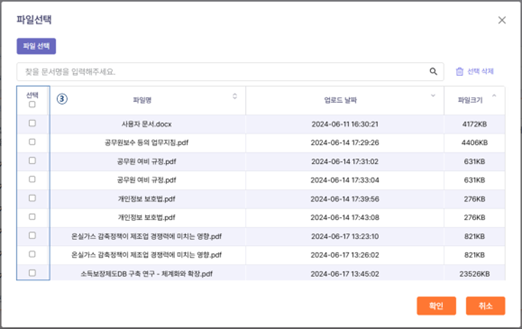 파일선택
파일 선택
찾을 문서명을 입력해주세요.
선택 삭제
선택 ③ 파일명 업로드 날짜 파일크기
사용자 문서.docx 2024-06-11 16:30:21 4172KB
공무원보수 등의 업무지침.pdf 2024-06-14 17:29:26 4406KB
공무원 여비 규정.pdf 2024-06-14 17:31:02 631KB
공무원 여비 규정.pdf 2024-06-14 17:33:04 631KB
개인정보 보호법.pdf 2024-06-14 17:39:56 276KB
개인정보 보호법.pdf 2024-06-14 17:43:08 276KB
온실가스 감축정책이 제조업 경쟁력에 미치는 영향.pdf 2024-06-17 13:23:10 821KB
온실가스 감축정책이 제조업 경쟁력에 미치는 영향.pdf 2024-06-17 13:26:02 821KB
소득보장제도DB 구축 연구 - 체계화와 확장.pdf 2024-06-17 13:45:02 23526KB
확인 취소